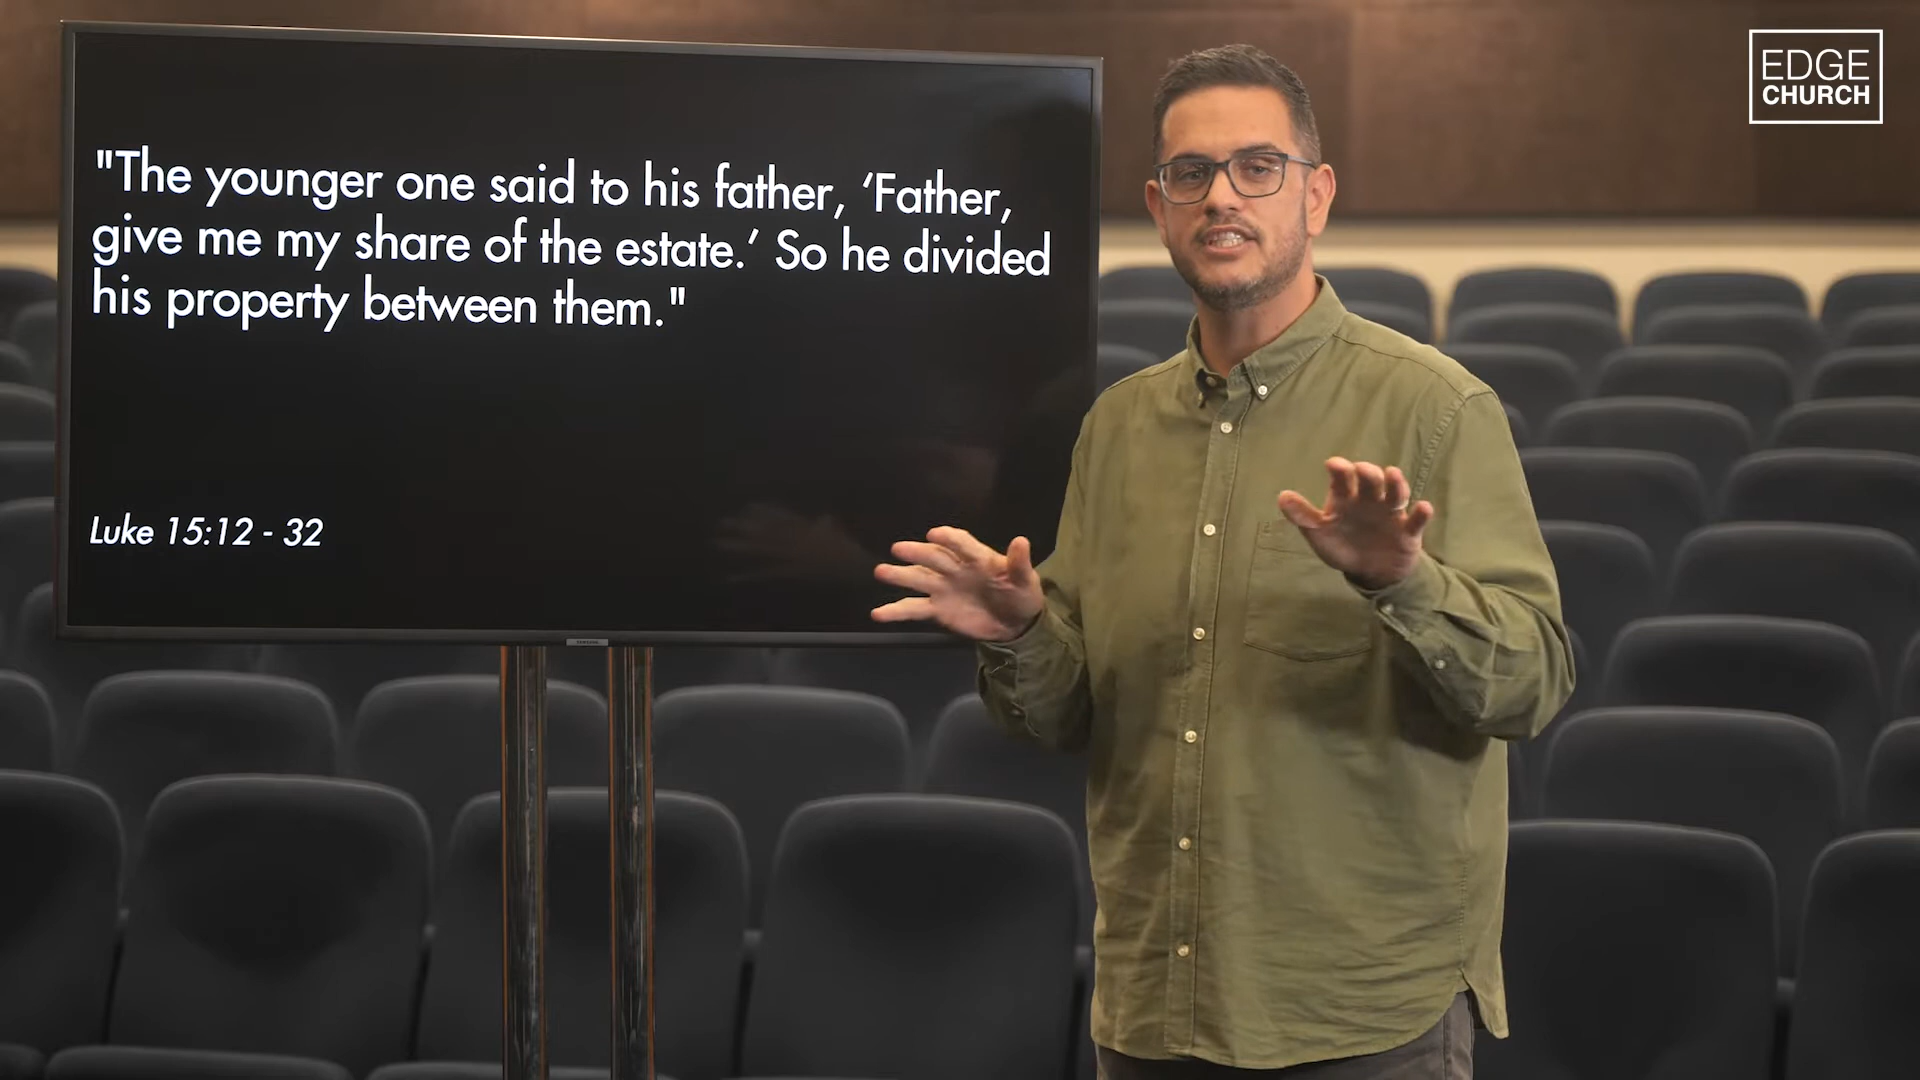 EDGE
CHURCH
"The younger one said to his father, ‘Father,
give me my share of the estate.’ So he divided
his property between them."
Luke 15:12 - 32